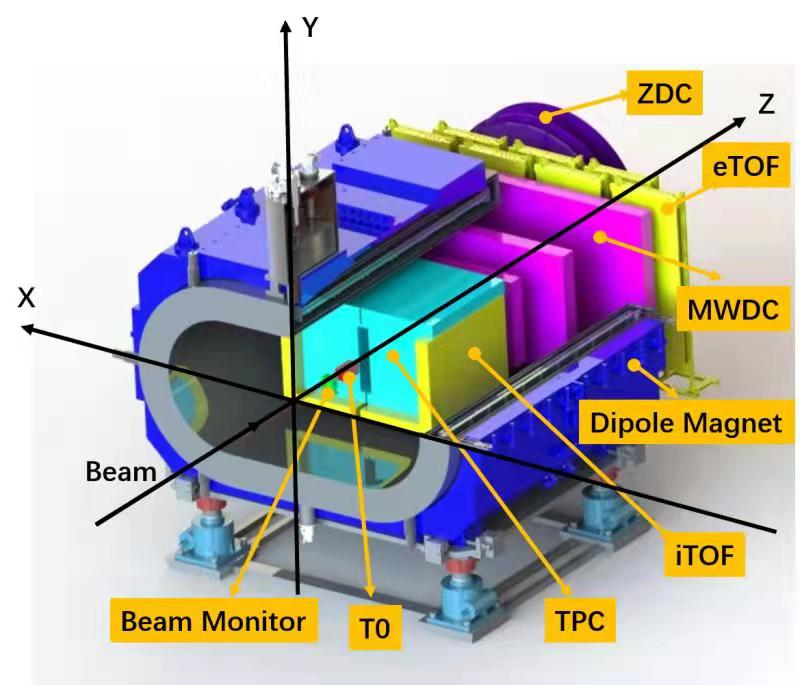 Y
ZDC
Z
eTOF
X
MWDC
Dipole Magnet
Beam
iTOF
Beam Monitor
T0
TPC